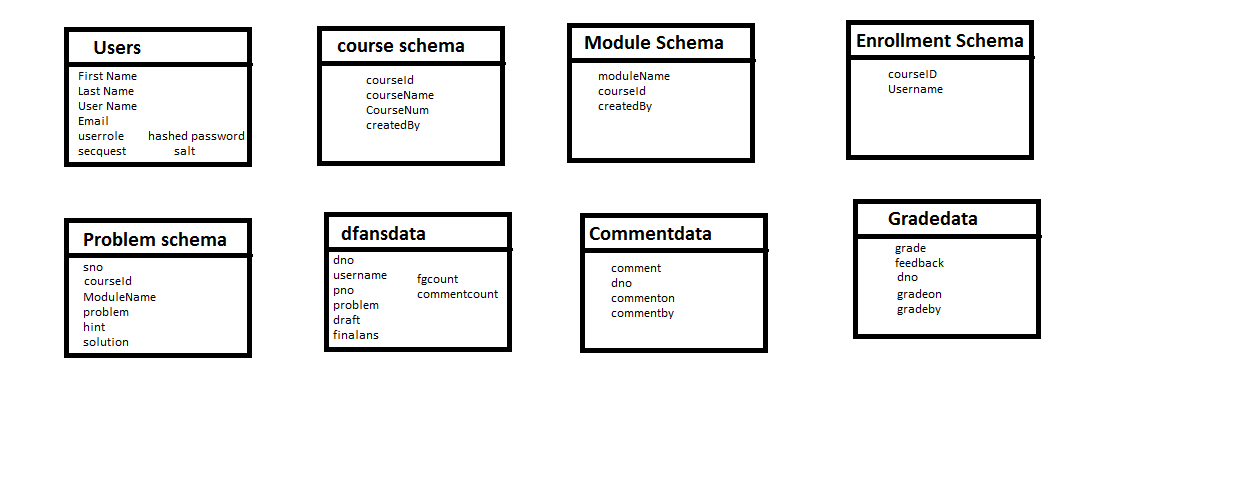 Users
First Name
Last Name
User Name
Email
userrole hashed password
secquest salt
course schema
courseId
courseName
CourseNum
createdBy
Module Schema
moduleName
courseId
createdBy
Enrollment Schema
courseID
Username
Problem schema
sno
courseId
ModuleName
problem
hint
solution
dfansdata
dno
username
pno
problem
draft
finalans
fgcount
commentcount
Commentdata
comment
dno
commenton
commentby
Gradedata
grade
feedback
dno
gradeon
gradeby